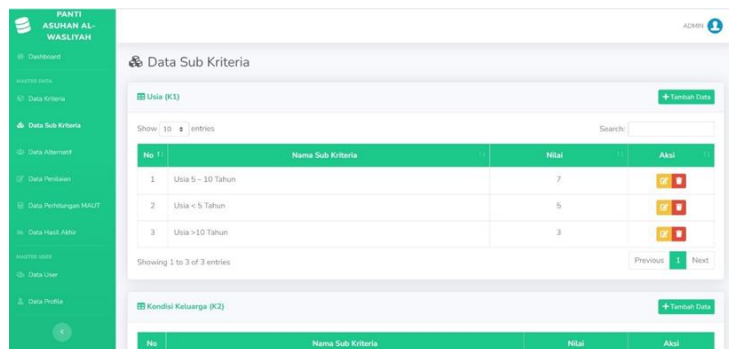 PANTI
ASUHAN AL-
WASLIYAH
Dashboard
MASTER DATA
Data Kriteria
Data Sub Kriteria
Data Alternatif
Data Penilaian
Data Perhitungan MAUT
Data Hasil Akhir
MASTER USER
Data User
Data Profile
ADMIN
Data Sub Kriteria
Usia (K1)
+ Tambah Data
Show 10 entries
Search:
No Nama Sub Kriteria Nilai Aksi
1 Usia 5 - 10 Tahun 7
2 Usia < 5 Tahun 5
3 Usia >10 Tahun 3
Showing 1 to 3 of 3 entries
Previous 1 Next
Kondisi Keluarga (K2)
+ Tambah Data
No Nama Sub Kriteria Nilai Aksi